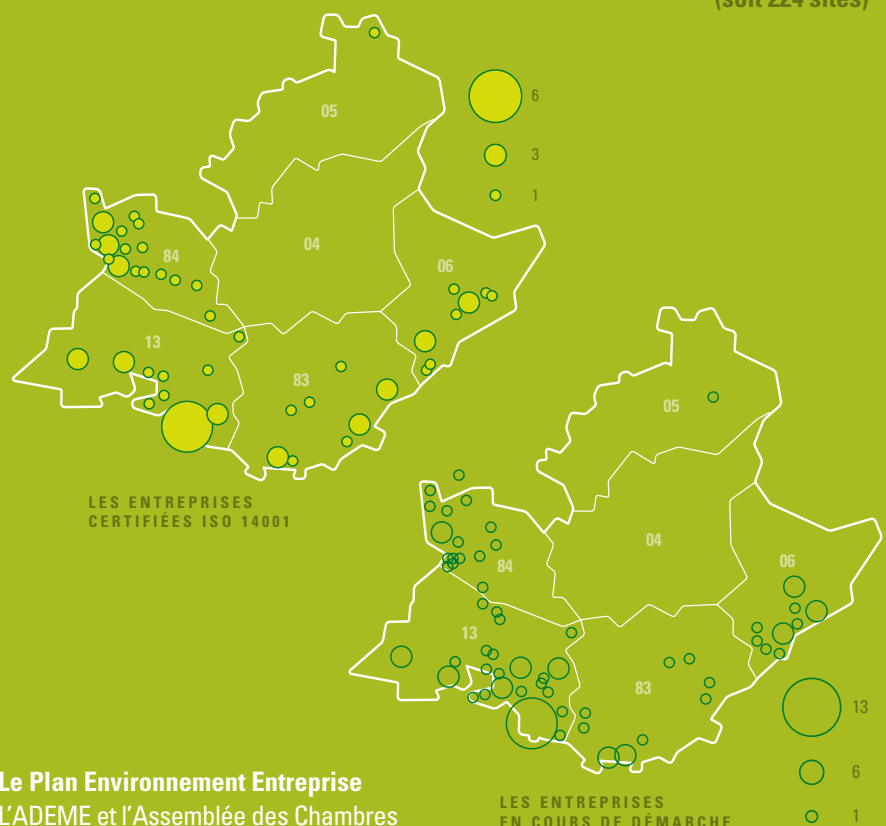 (soit 224 sites)
05
6
3
1
04
84
06
13
83
LES ENTREPRISES
CERTIFIÉES ISO 14001
05
04
84
06
13
83
13
6
1
Le Plan Environnement Entreprise
L'ADEME et l'Assemblée des Chambres
LES ENTREPRISES
EN COURS DE DÉMARCHE